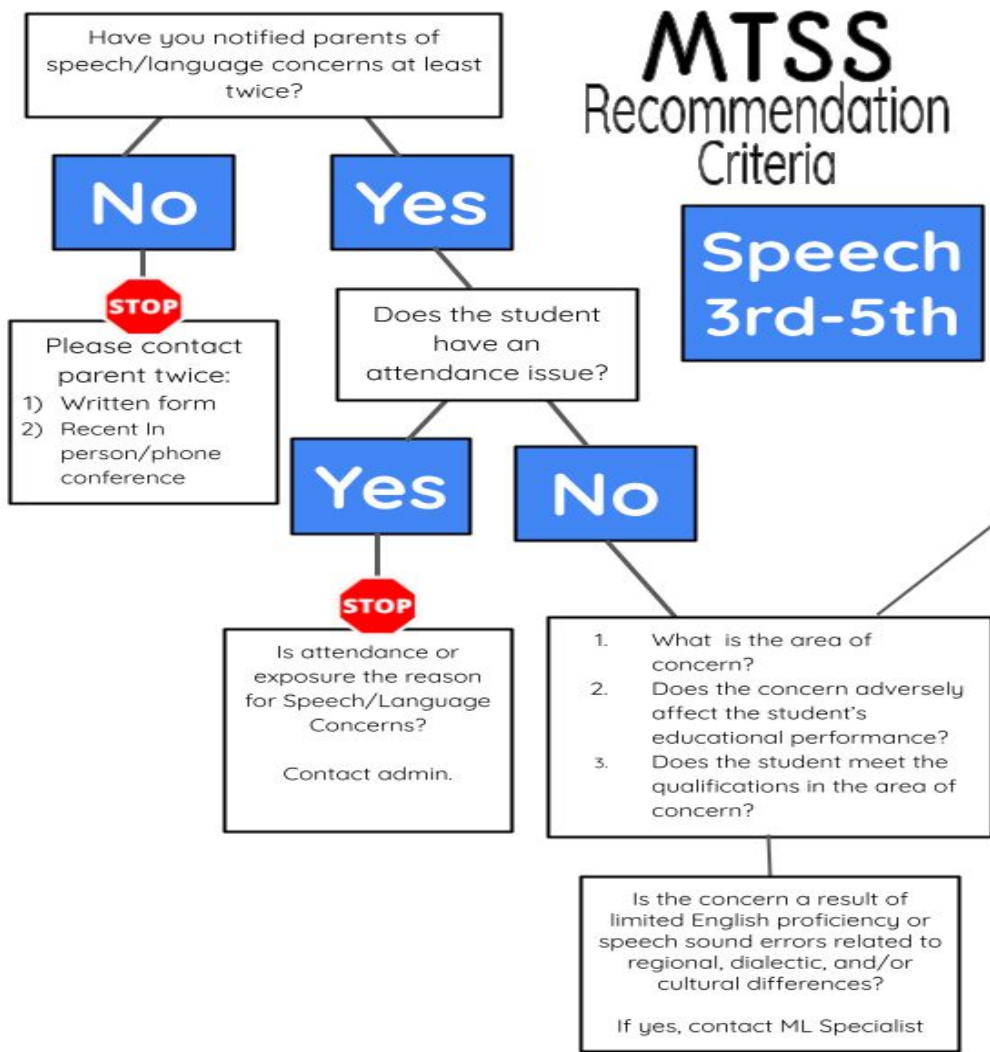 Have you notified parents of
speech/language concerns at least
twice?
MTSS
Recommendation
Criteria
No
Yes
Speech
3rd-5th
STOP
Please contact
parent twice:
1) Written form
2) Recent In
person/phone
conference
Does the student
have an
attendance issue?
Yes
No
STOP
Is attendance or
exposure the reason
for Speech/Language
Concerns?
Contact admin.
1. What is the area of
concern?
2. Does the concern adversely
affect the student's
educational performance?
3. Does the student meet the
qualifications in the area of
concern?
Is the concern a result of
limited English proficiency or
speech sound errors related to
regional, dialectic, and/or
cultural differences?
If yes, contact ML Specialist